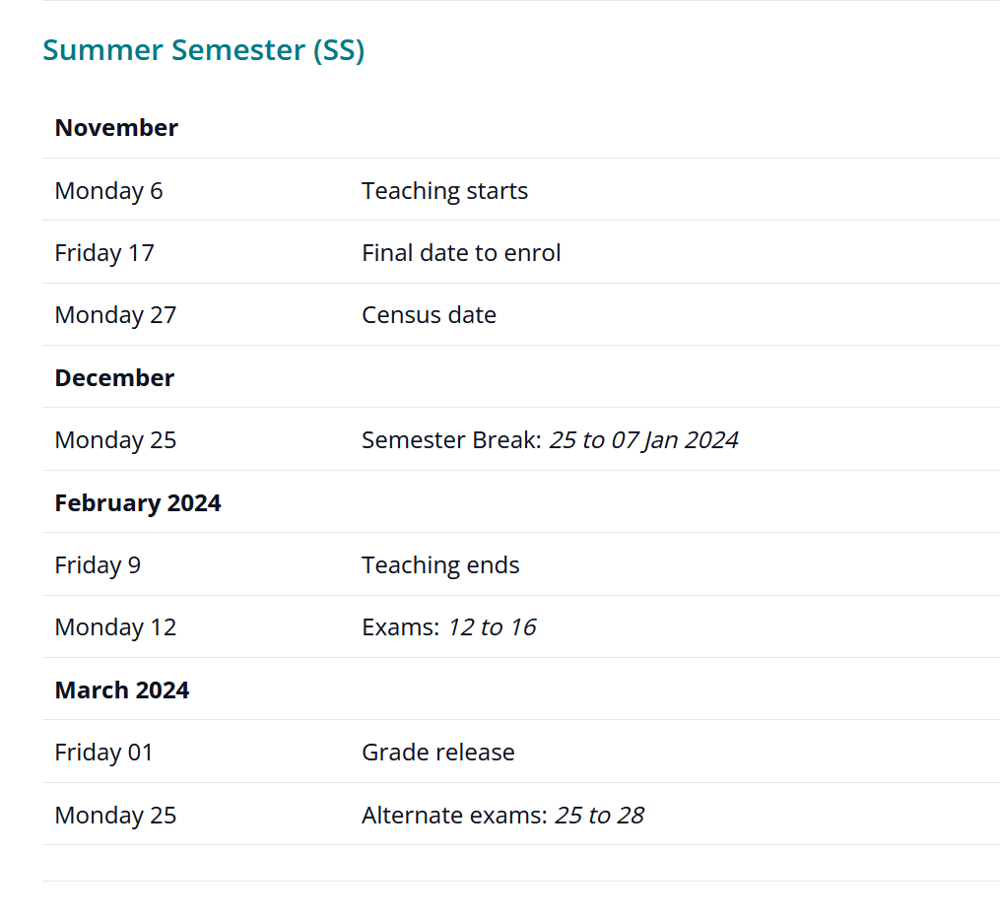 Summer Semester (SS)
November
Monday 6 Teaching starts
Friday 17 Final date to enrol
Monday 27 Census date
December
Monday 25 Semester Break: 25 to 07 Jan 2024
February 2024
Friday 9 Teaching ends
Monday 12 Exams: 12 to 16
March 2024
Friday 01 Grade release
Monday 25 Alternate exams: 25 to 28